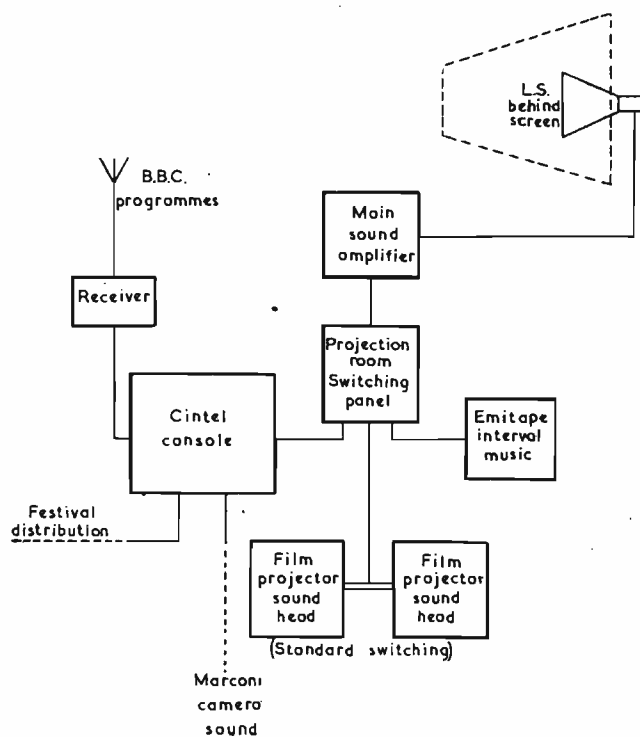 L.S.
behind
screen
B.B.C.
programmes
Main
sound
amplifier
Receiver
Projection
room
Switching
panel
Cintel
console
Emitape
interval
music
Festival
distribution
Film
projector
sound
head
Film
projector
sound
head
(Standard switching)
Marconi
camera
sound